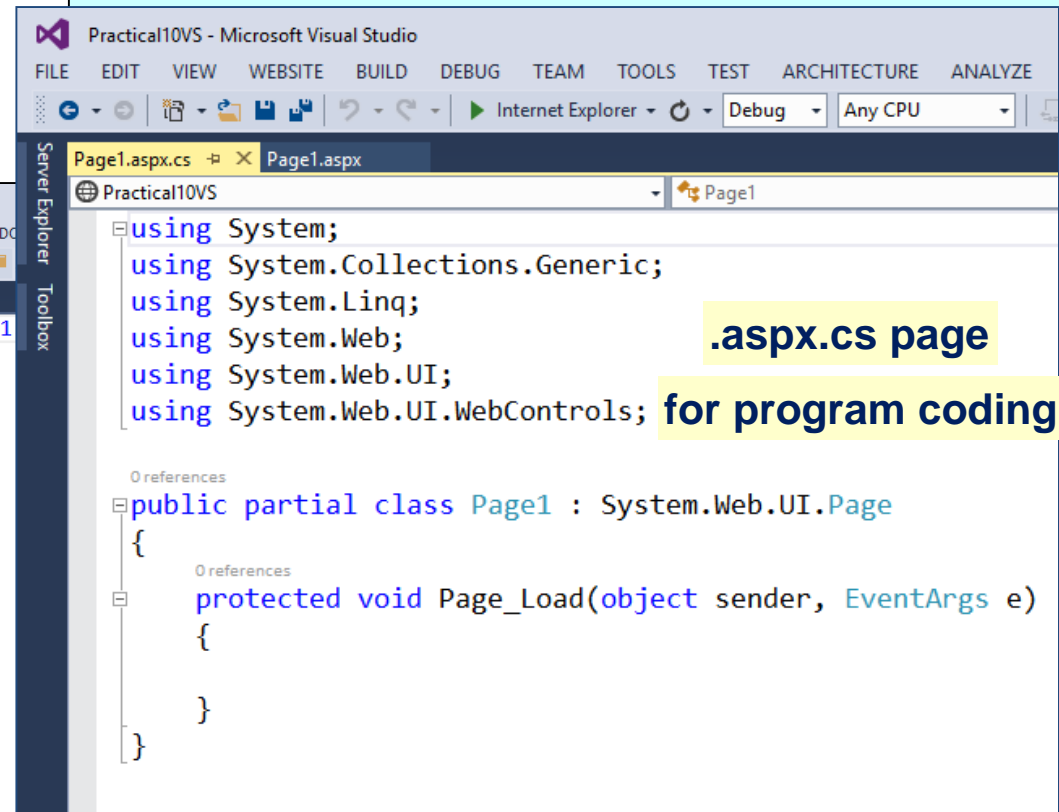 Practical10VS - Microsoft Visual Studio
FILE EDIT VIEW WEBSITE BUILD DEBUG TEAM TOOLS TEST ARCHITECTURE ANALYZE
Internet Explorer Debug Any CPU
Server Explorer
Toolbox
Page1.aspx.cs Page1.aspx
Practical10VS Page1
using System;
using System.Collections.Generic;
using System.Linq;
using System.Web;
using System.Web.UI;
using System.Web.UI.WebControls;
.aspx.cs page
for program coding
0 references
public partial class Page1 : System.Web.UI.Page
{
0 references
protected void Page_Load(object sender, EventArgs e)
{
}
}
1